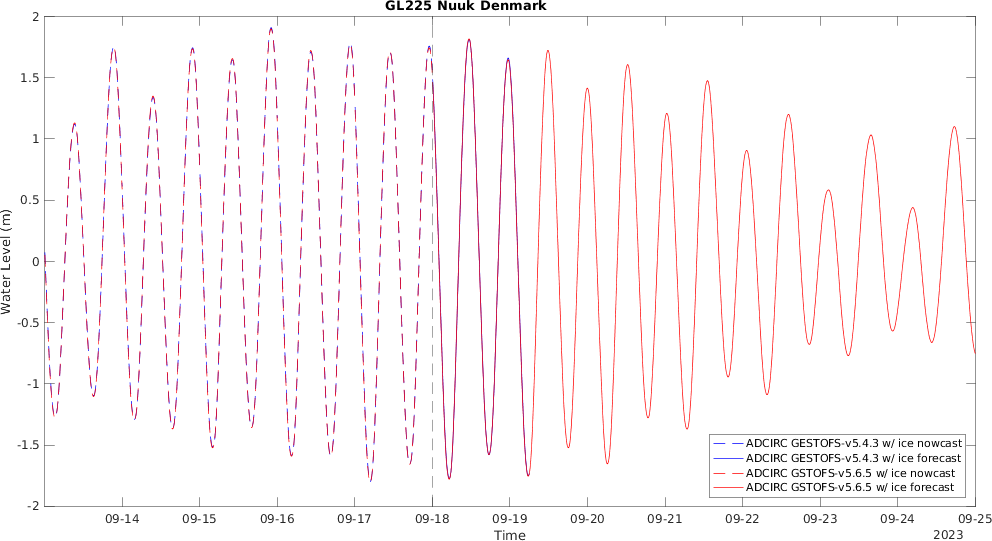 GL225 Nuuk Denmark
2
1.5
1
0.5
0
-0.5
-1
-1.5
-2
Water Level (m)
ADCIRC GESTOFS-v5.4.3 w/ ice nowcast
ADCIRC GESTOFS-v5.4.3 w/ ice forecast
ADCIRC GSTOFS-v5.6.5 w/ ice nowcast
ADCIRC GSTOFS-v5.6.5 w/ ice forecast
09-14 09-15 09-16 09-17 09-18 09-19 09-20 09-21 09-22 09-23 09-24 09-25
Time
2023